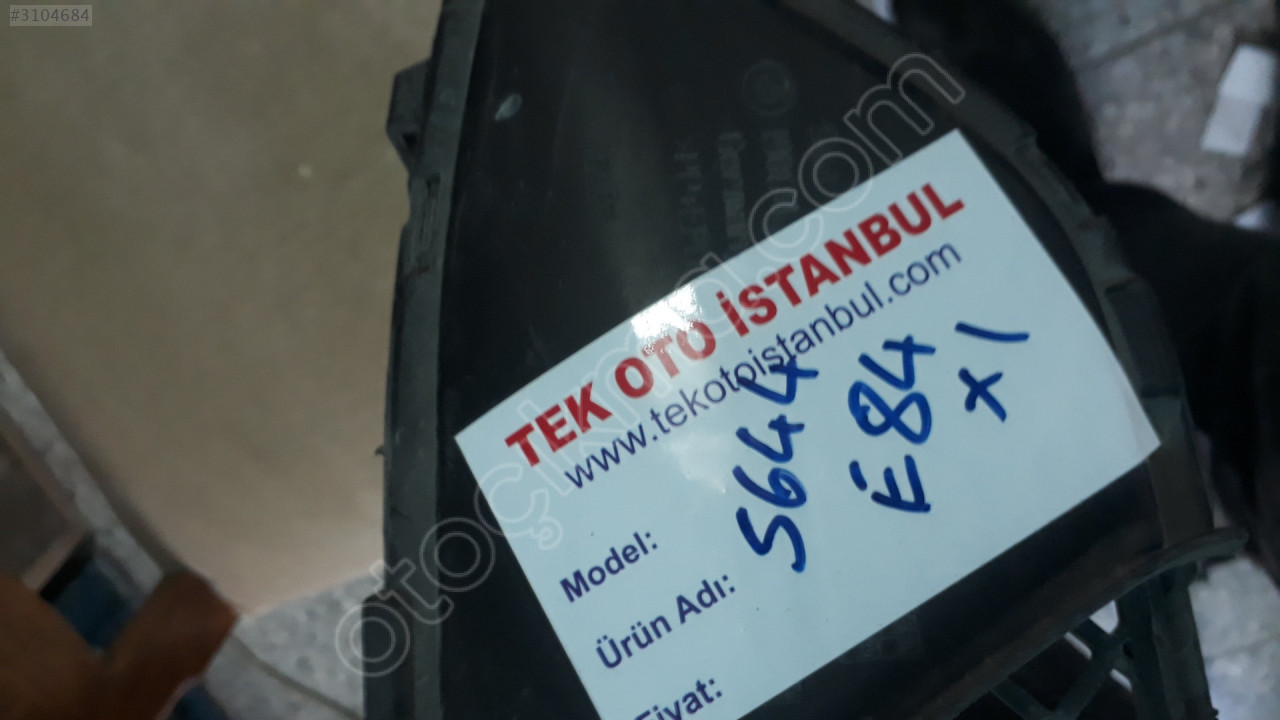 #3104684
otoçıkma.com
TEK OTO İSTANBUL
www.tekotoistanbul.com
Model:
Ürün Adı:
Fiyat:
5644
E84
X1